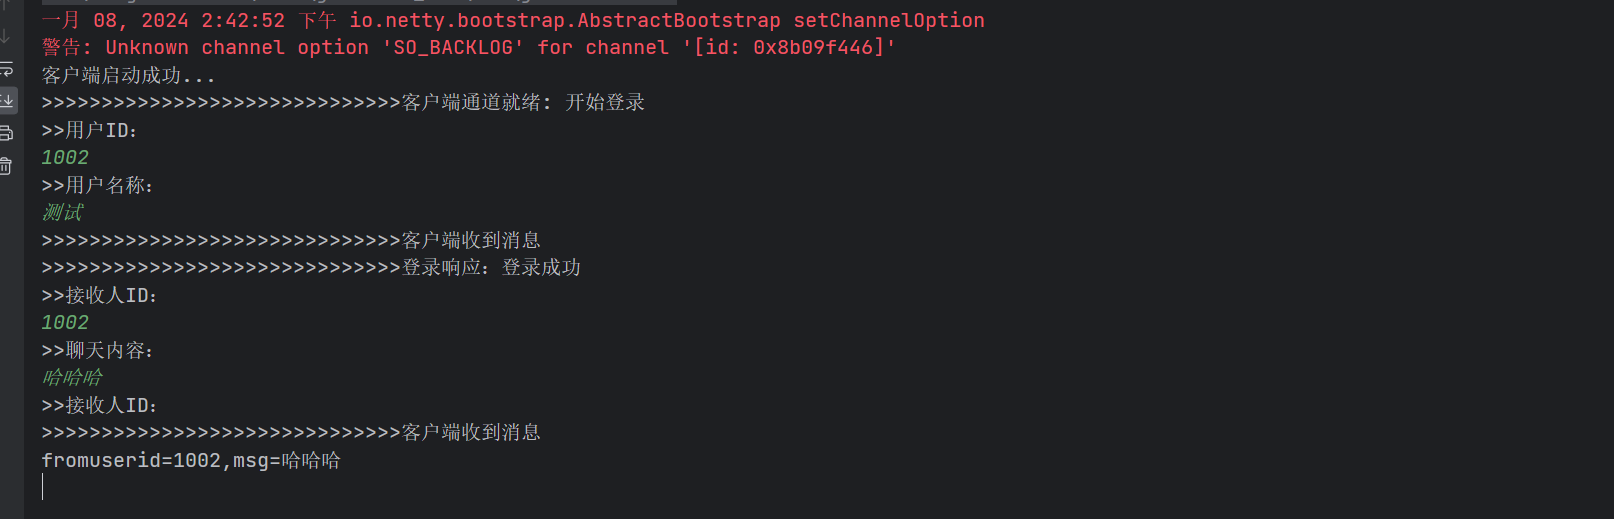 一月 08, 2024 2:42:52 下午 io.netty.bootstrap.AbstractBootstrap setChannelOption
警告: Unknown channel option 'SO_BACKLOG' for channel '[id: 0x8b09f446]'
客户端启动成功...
>>>>>>>>>>>>>>>>>>>>>>>>>>>>>>客户端通道就绪: 开始登录
>>用户ID：
1002
>>用户名称：
测试
>>>>>>>>>>>>>>>>>>>>>>>>>>>>>>客户端收到消息
>>>>>>>>>>>>>>>>>>>>>>>>>>>>>>登录响应：登录成功
>>接收人ID：
1002
>>聊天内容：
哈哈哈
>>接收人ID：
>>>>>>>>>>>>>>>>>>>>>>>>>>>>>>客户端收到消息
fromuserid=1002,msg=哈哈哈